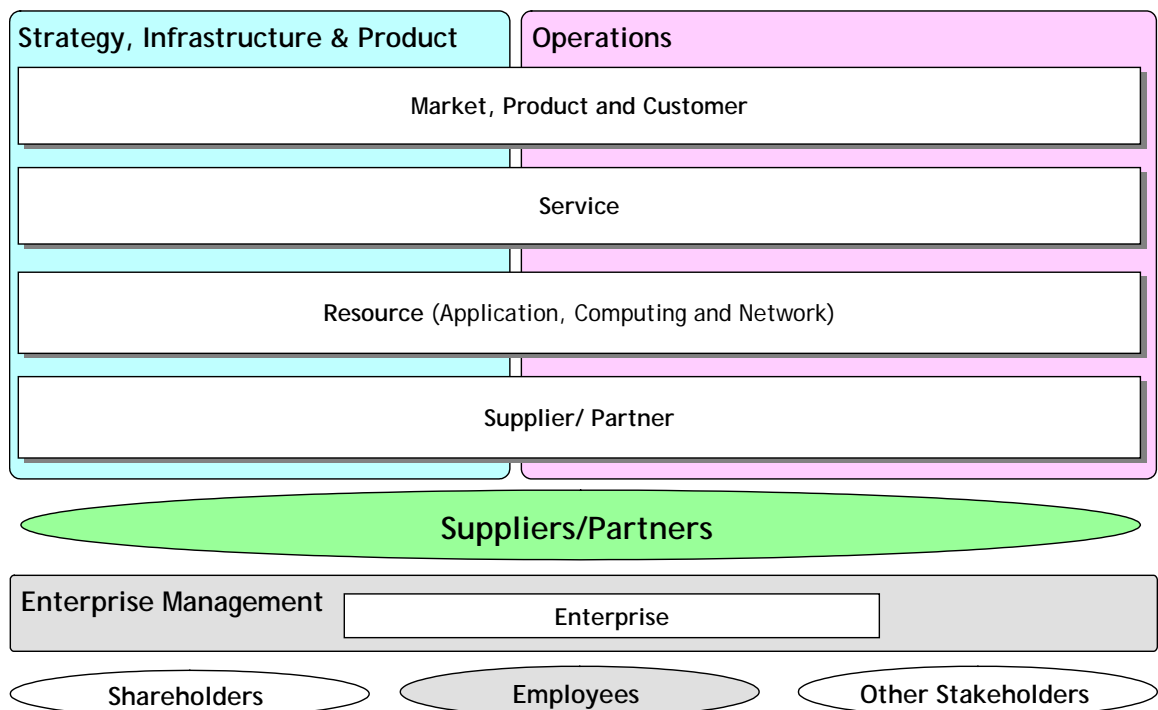 Strategy, Infrastructure & Product
Operations
Market, Product and Customer
Service
Resource (Application, Computing and Network)
Supplier/ Partner
Suppliers/Partners
Enterprise Management
Enterprise
Shareholders
Employees
Other Stakeholders